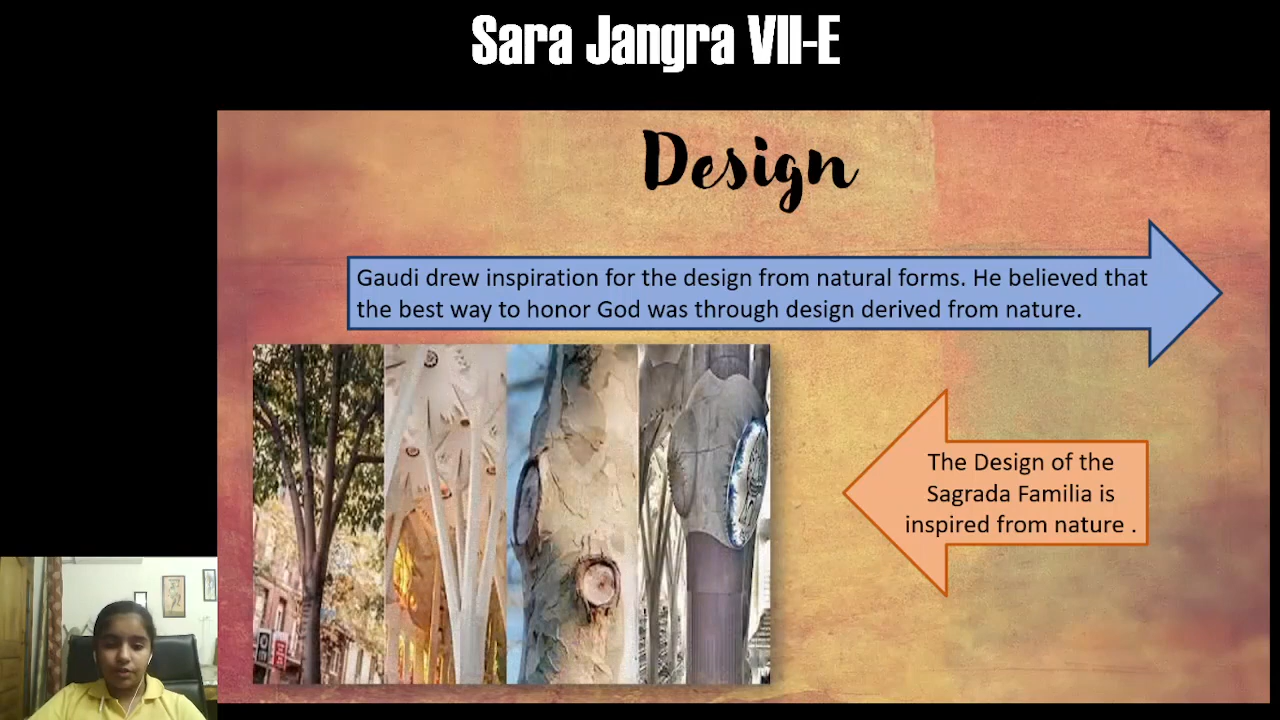 Sara Jangra VII-E
Design
Gaudi drew inspiration for the design from natural forms. He believed that
the best way to honor God was through design derived from nature.
The Design of the
Sagrada Familia is
inspired from nature .